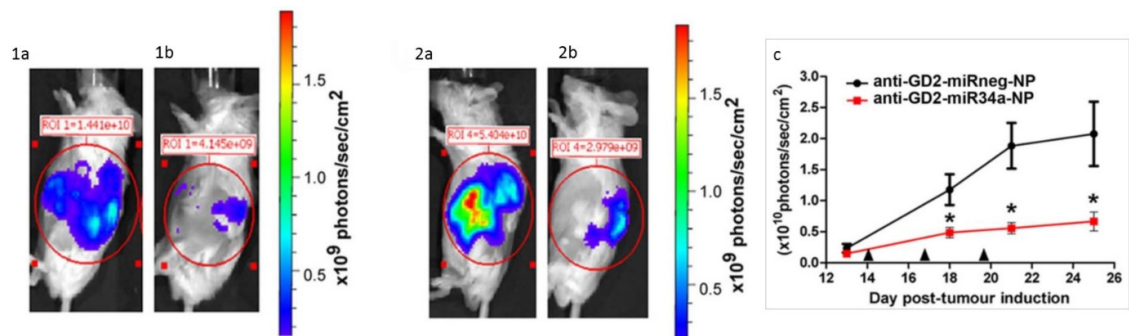 1a
1b
ROI 1=1.441e+10
ROI 1=4.145e+09
1.5
1.0
0.5
x10⁹ photons/sec/cm²
2a
2b
ROI 4=5.404e+10
ROI 4=2.979e+09
1.5
1.0
0.5
x10⁹ photons/sec/cm²
c
anti-GD2-miRneg-NP
anti-GD2-miR34a-NP
(x10¹⁰photons/sec/cm²)
3.0
2.5
2.0
1.5
1.0
0.5
0.0
* * *
12 14 16 18 20 22 24 26
Day post-tumour induction